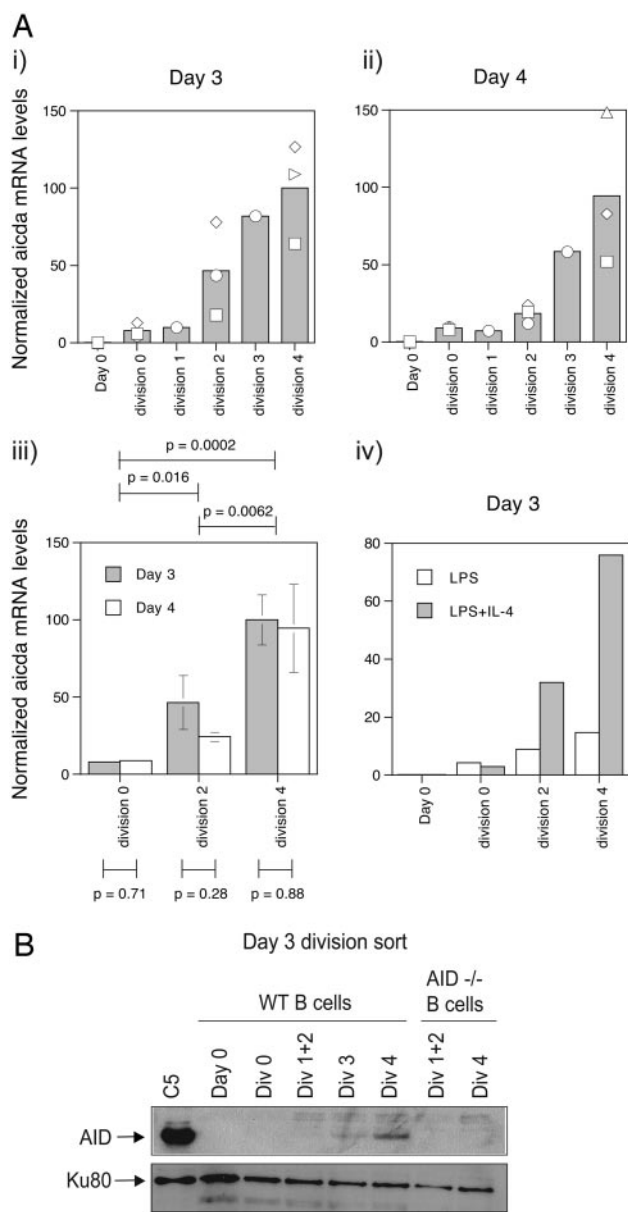 A
i)
Day 3
Normalized aicda mRNA levels
150
100
50
0
Day 0
division 0
division 1
division 2
division 3
division 4
ii)
Day 4
150
100
50
0
Day 0
division 0
division 1
division 2
division 3
division 4
iii)
p = 0.0002
p = 0.016
p = 0.0062
Normalized aicda mRNA levels
150
100
50
0
Day 3
Day 4
division 0
division 2
division 4
p = 0.71
p = 0.28
p = 0.88
iv)
Day 3
80
60
40
20
0
LPS
LPS+IL-4
Day 0
division 0
division 2
division 4
B
Day 3 division sort
WT B cells
AID -/-
B cells
C5
Day 0
Div 0
Div 1+2
Div 3
Div 4
Div 1+2
Div 4
AID
Ku80